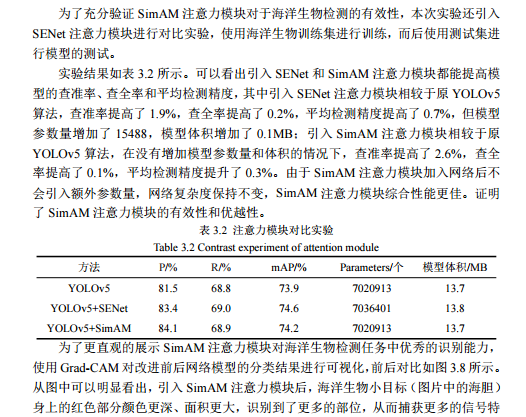 为了充分验证 SimAM 注意力模块对于海洋生物检测的有效性，本次实验还引入
SENet 注意力模块进行对比实验，使用海洋生物训练集进行训练，而后使用测试集进
行模型的测试。
实验结果如表 3.2 所示。可以看出引入 SENet 和 SimAM 注意力模块都能提高模
型的查准率、查全率和平均检测精度，其中引入 SENet 注意力模块相较于原 YOLOv5
算法，查准率提高了 1.9%，查全率提高了 0.2%，平均检测精度提高了 0.7%，但模型
参数量增加了 15488，模型体积增加了 0.1MB；引入 SimAM 注意力模块相较于原
YOLOv5 算法，在没有增加模型参数量和体积的情况下，查准率提高了 2.6%，查全
率提高了 0.1%，平均检测精度提升了 0.3%。由于 SimAM 注意力模块加入网络后不
会引入额外参数量，网络复杂度保持不变，SimAM 注意力模块综合性能更佳。证明
了 SimAM 注意力模块的有效性和优越性。
表 3.2 注意力模块对比实验
Table 3.2 Contrast experiment of attention module
方法 P/% R/% mAP/% Parameters/个 模型体积/MB
YOLOv5 81.5 68.8 73.9 7020913 13.7
YOLOv5+SENet 83.4 69.0 74.6 7036401 13.8
YOLOv5+SimAM 84.1 68.9 74.2 7020913 13.7
为了更直观的展示 SimAM 注意力模块对海洋生物检测任务中优秀的识别能力，
使用 Grad-CAM 对改进前后网络模型的分类结果进行可视化，前后对比如图 3.8 所示。
从图中可以明显看出，引入 SimAM 注意力模块后，海洋生物小目标（图片中的海胆）
身上的红色部分颜色更深、面积更大，识别到了更多的部位，从而捕获更多的信号特